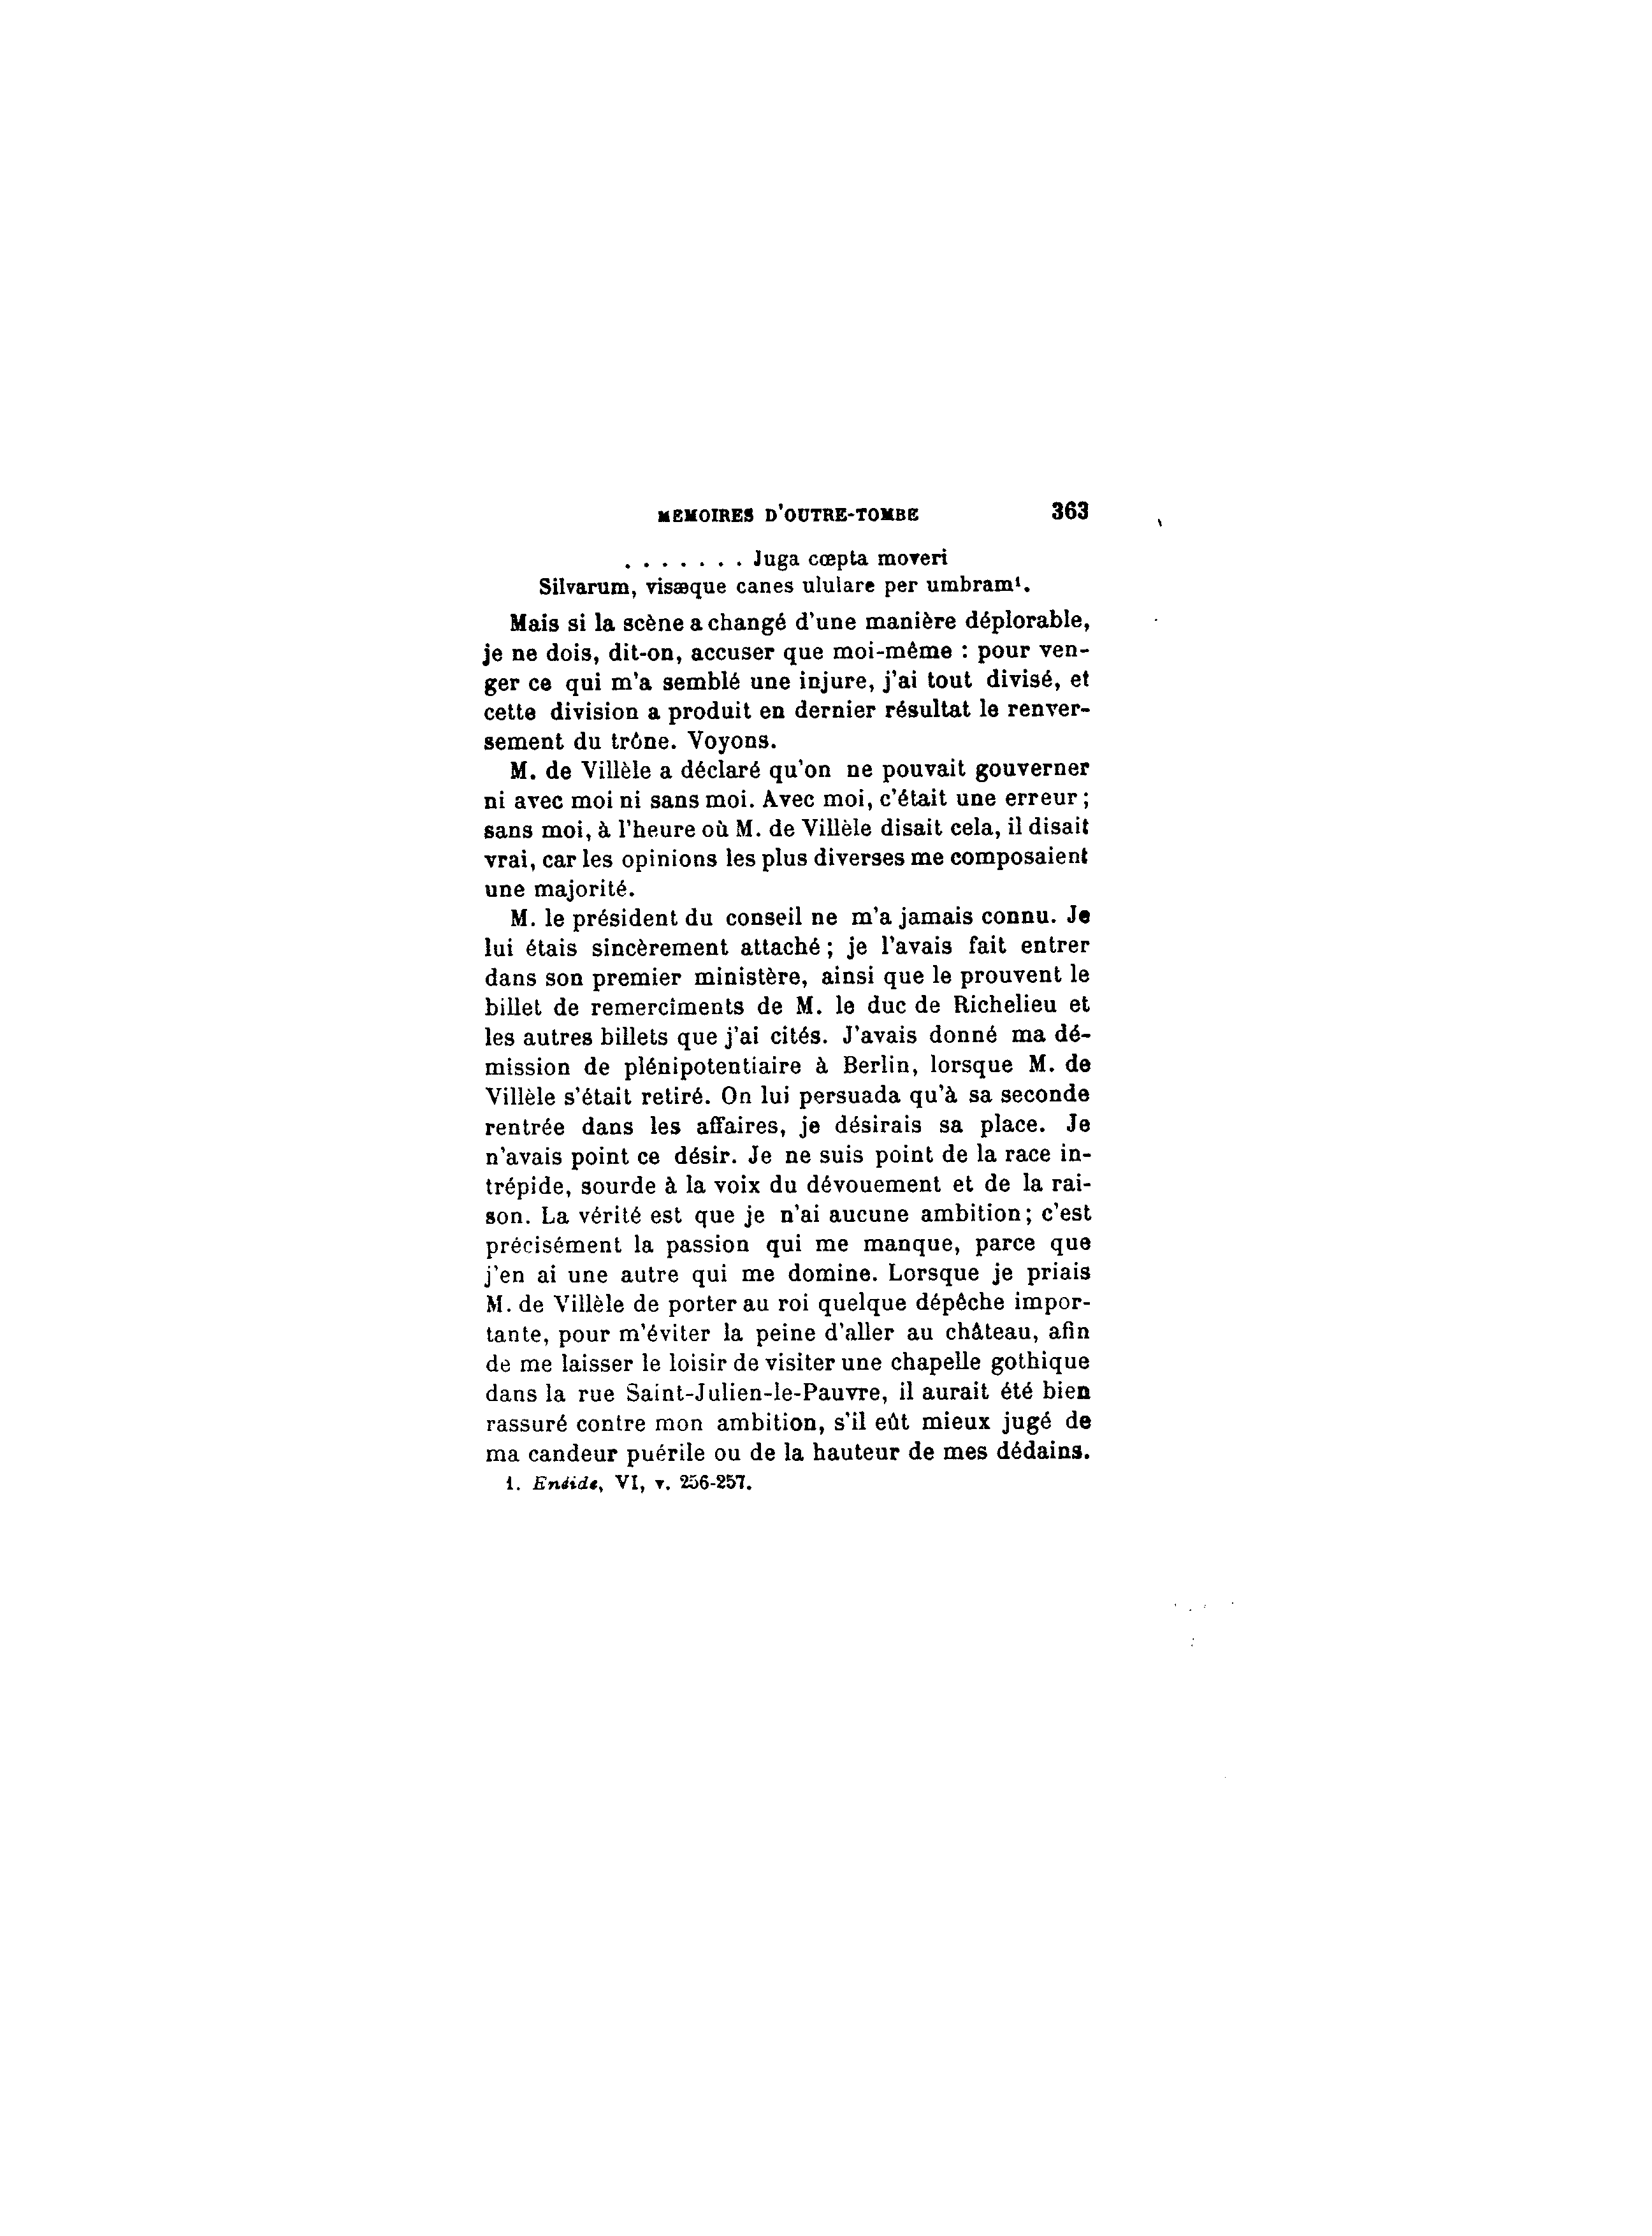 MEMOIRES D'OUTRE-TOMBE 363
. . . . . . . Juga cœpta moveri
Silvarum, visæque canes ululare per umbram¹.
Mais si la scène a changé d'une manière déplorable,
je ne dois, dit-on, accuser que moi-même : pour ven-
ger ce qui m'a semblé une injure, j'ai tout divisé, et
cette division a produit en dernier résultat le renver-
sement du trône. Voyons.
M. de Villèle a déclaré qu'on ne pouvait gouverner
ni avec moi ni sans moi. Avec moi, c'était une erreur ;
sans moi, à l'heure où M. de Villèle disait cela, il disait
vrai, car les opinions les plus diverses me composaient
une majorité.
M. le président du conseil ne m'a jamais connu. Je
lui étais sincèrement attaché ; je l'avais fait entrer
dans son premier ministère, ainsi que le prouvent le
billet de remercîments de M. le duc de Richelieu et
les autres billets que j'ai cités. J'avais donné ma dé-
mission de plénipotentiaire à Berlin, lorsque M. de
Villèle s'était retiré. On lui persuada qu'à sa seconde
rentrée dans les affaires, je désirais sa place. Je
n'avais point ce désir. Je ne suis point de la race in-
trépide, sourde à la voix du dévouement et de la rai-
son. La vérité est que je n'ai aucune ambition ; c'est
précisément la passion qui me manque, parce que
j'en ai une autre qui me domine. Lorsque je priais
M. de Villèle de porter au roi quelque dépêche impor-
tante, pour m'éviter la peine d'aller au château, afin
de me laisser le loisir de visiter une chapelle gothique
dans la rue Saint-Julien-le-Pauvre, il aurait été bien
rassuré contre mon ambition, s'il eût mieux jugé de
ma candeur puérile ou de la hauteur de mes dédains.
1. Enéide, VI, v. 256-257.